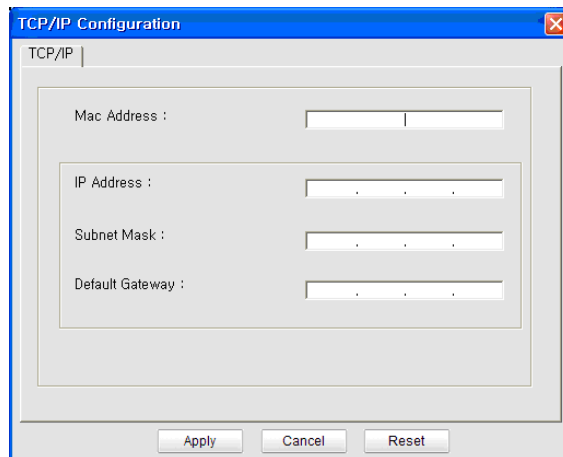 TCP/IP Configuration
TCP/IP
Mac Address :
IP Address : . . .
Subnet Mask : . . .
Default Gateway : . . .
Apply Cancel Reset